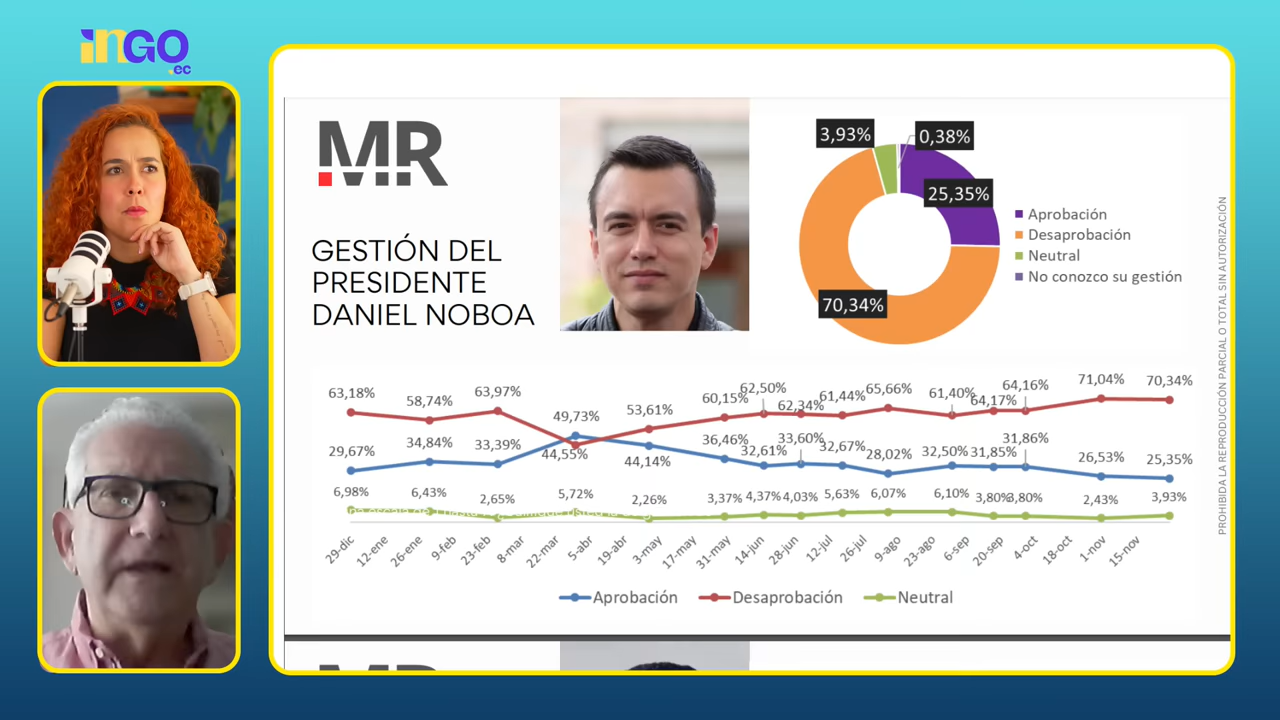 inGO
.ec
MR
GESTIÓN DEL
PRESIDENTE
DANIEL NOBOA
3,93%
0,38%
25,35%
70,34%
Aprobación
Desaprobación
Neutral
No conozco su gestión
PROHIBIDA LA REPRODUCCIÓN PARCIAL O TOTAL SIN AUTORIZACIÓN
63,18% 58,74% 63,97% 49,73% 53,61% 60,15% 62,50% 62,34% 61,44% 65,66% 61,40% 64,17% 64,16% 71,04% 70,34%
29,67% 34,84% 33,39% 44,55% 44,14% 36,46% 32,61% 33,60% 32,67% 28,02% 32,50% 31,85% 31,86% 26,53% 25,35%
6,98% 6,43% 2,65% 5,72% 2,26% 3,37% 4,37% 4,03% 5,63% 6,07% 6,10% 3,80% 3,80% 2,43% 3,93%
29-dic 12-ene 26-ene 9-feb 23-feb 8-mar 22-mar 5-abr 19-abr 3-may 17-may 31-may 14-jun 28-jun 12-jul 26-jul 9-ago 23-ago 6-sep 20-sep 4-oct 18-oct 1-nov 15-nov
Aprobación Desaprobación Neutral